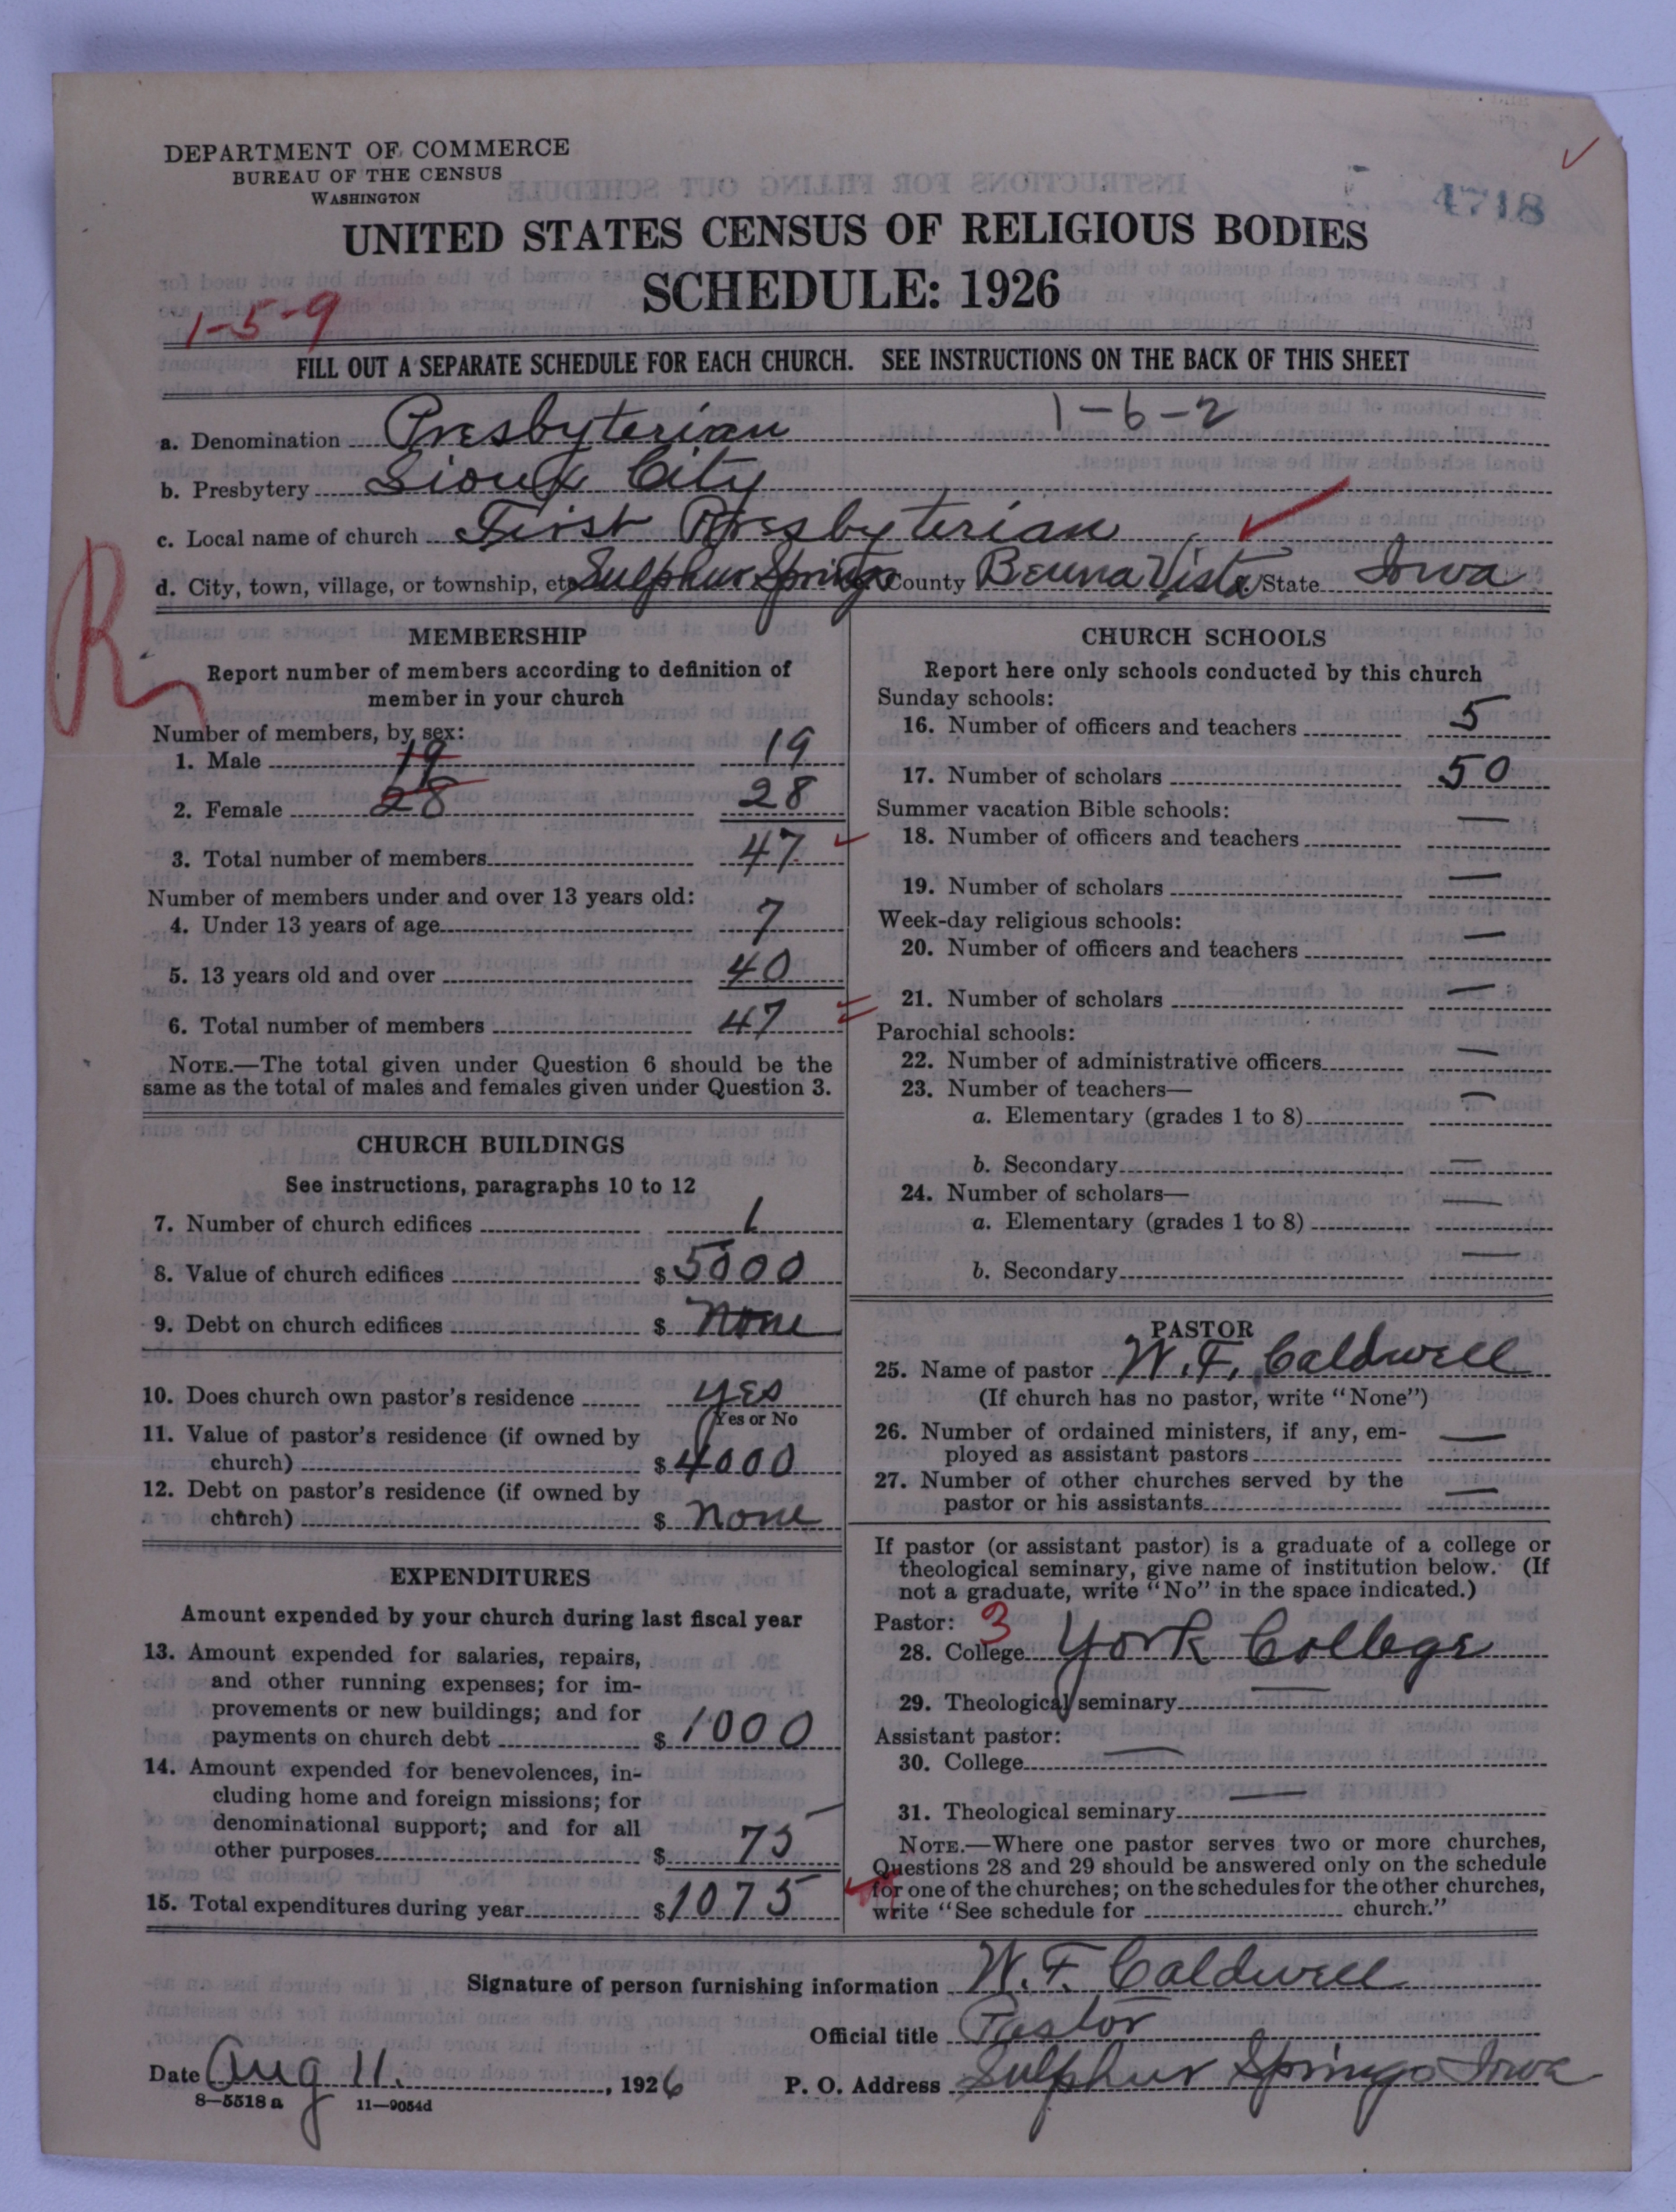 DEPARTMENT OF COMMERCE
BUREAU OF THE CENSUS
WASHINGTON
4718
UNITED STATES CENSUS OF RELIGIOUS BODIES
SCHEDULE: 1926
1-5-9
FILL OUT A SEPARATE SCHEDULE FOR EACH CHURCH. SEE INSTRUCTIONS ON THE BACK OF THIS SHEET
1-6-2
a. Denomination Presbyterian
b. Presbytery Sioux City
c. Local name of church First Presbyterian
d. City, town, village, or township, etc. Sulphur Springs County Beuna Vista State Iowa
R
MEMBERSHIP
Report number of members according to definition of
member in your church
Number of members, by sex:
1. Male 19 19
2. Female 28 28
3. Total number of members 47
Number of members under and over 13 years old:
4. Under 13 years of age 7
5. 13 years old and over 40
6. Total number of members 47
NOTE.—The total given under Question 6 should be the
same as the total of males and females given under Question 3.
CHURCH BUILDINGS
See instructions, paragraphs 10 to 12
7. Number of church edifices 1
8. Value of church edifices $ 5000
9. Debt on church edifices $ None
10. Does church own pastor's residence yes
Yes or No
11. Value of pastor's residence (if owned by
church) $ 4000
12. Debt on pastor's residence (if owned by
church) $ None
EXPENDITURES
Amount expended by your church during last fiscal year
13. Amount expended for salaries, repairs,
and other running expenses; for im-
provements or new buildings; and for
payments on church debt $ 1000
14. Amount expended for benevolences, in-
cluding home and foreign missions; for
denominational support; and for all
other purposes $ 75
15. Total expenditures during year $ 1075
CHURCH SCHOOLS
Report here only schools conducted by this church
Sunday schools:
16. Number of officers and teachers 5
17. Number of scholars 50
Summer vacation Bible schools:
18. Number of officers and teachers —
19. Number of scholars —
Week-day religious schools:
20. Number of officers and teachers —
21. Number of scholars —
Parochial schools:
22. Number of administrative officers —
23. Number of teachers—
a. Elementary (grades 1 to 8) —
b. Secondary —
24. Number of scholars—
a. Elementary (grades 1 to 8) —
b. Secondary —
PASTOR
25. Name of pastor W. F. Caldwell
(If church has no pastor, write "None")
26. Number of ordained ministers, if any, em-
ployed as assistant pastors —
27. Number of other churches served by the
pastor or his assistants —
If pastor (or assistant pastor) is a graduate of a college or
theological seminary, give name of institution below. (If
not a graduate, write "No" in the space indicated.)
Pastor: 3
28. College York College
29. Theological seminary —
Assistant pastor:
30. College —
31. Theological seminary —
NOTE.—Where one pastor serves two or more churches,
Questions 28 and 29 should be answered only on the schedule
for one of the churches; on the schedules for the other churches,
write "See schedule for church."
Signature of person furnishing information W. F. Caldwell
Official title Pastor
Date Aug 11., 1926 P. O. Address Sulphur Springs Iowa
8—5518 a 11—9054d